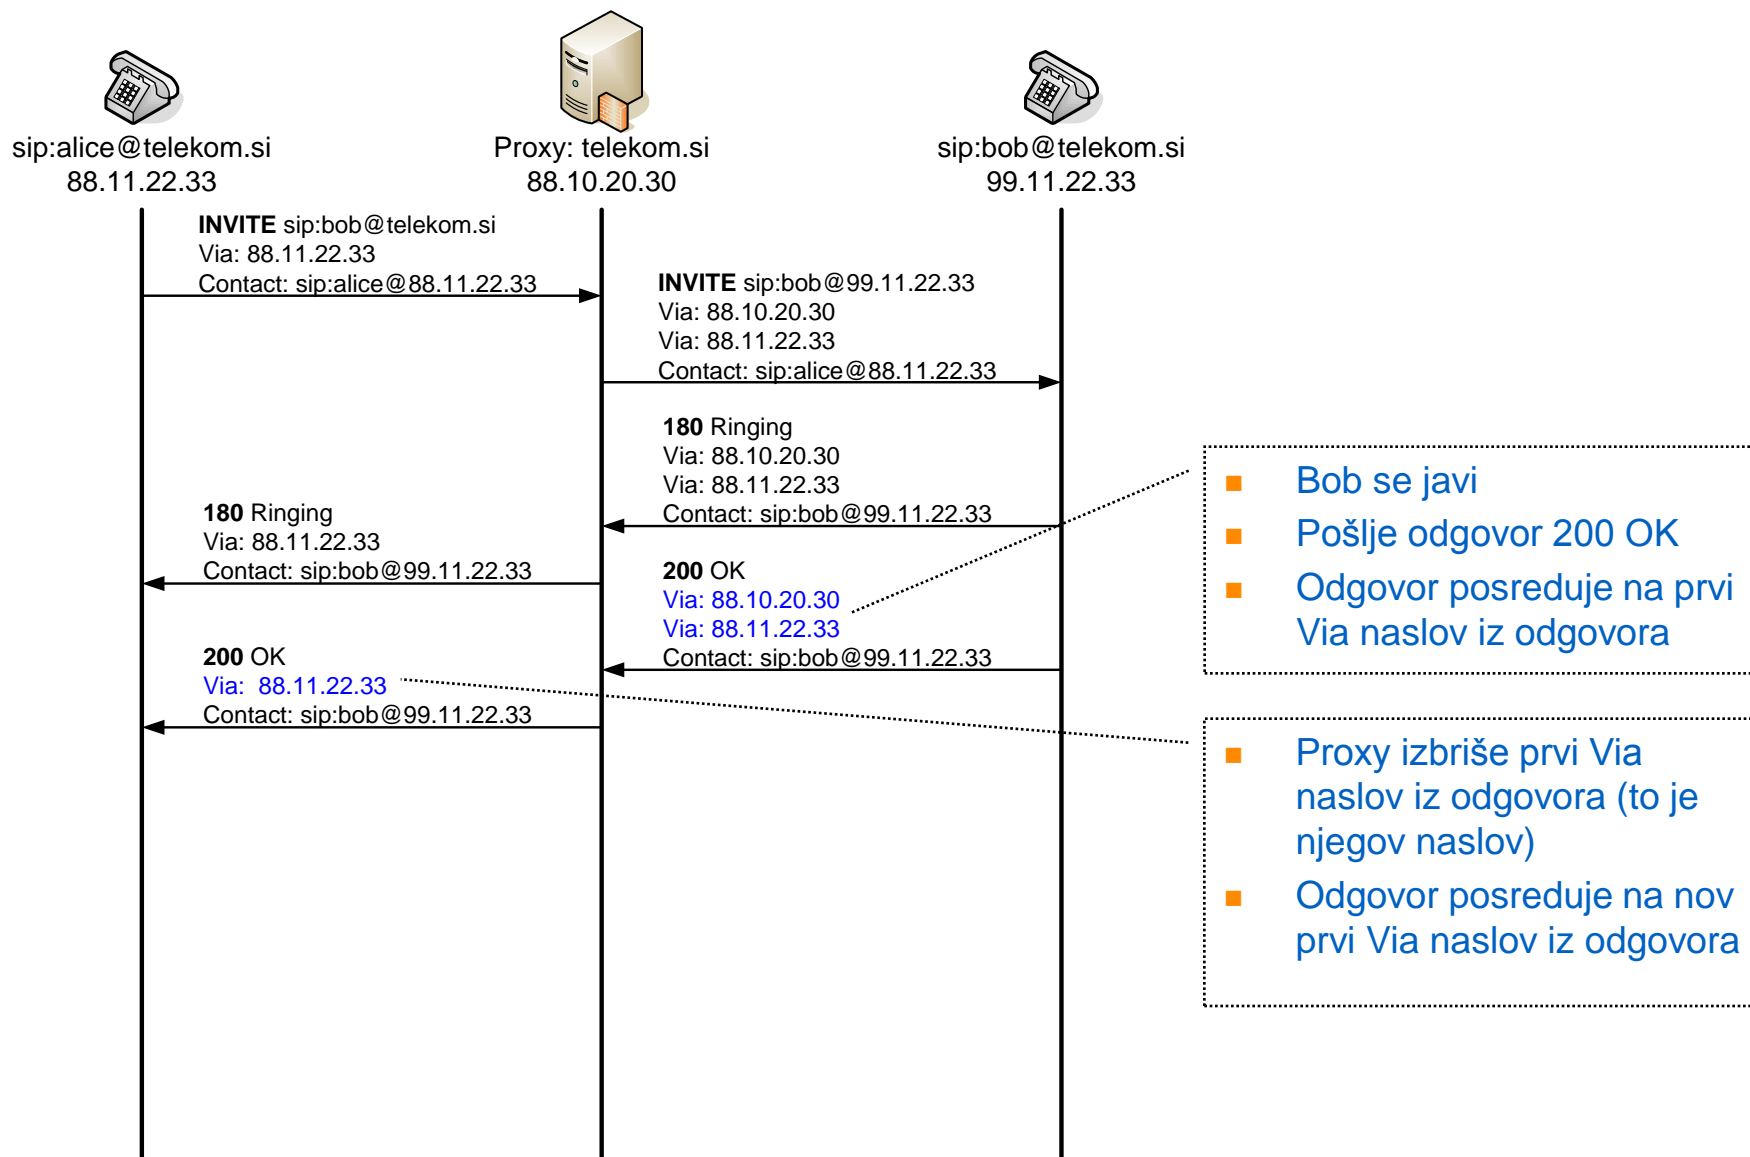 sip:alice@telekom.si
88.11.22.33
Proxy: telekom.si
88.10.20.30
sip:bob@telekom.si
99.11.22.33
INVITE sip:bob@telekom.si
Via: 88.11.22.33
Contact: sip:alice@88.11.22.33
INVITE sip:bob@99.11.22.33
Via: 88.10.20.30
Via: 88.11.22.33
Contact: sip:alice@88.11.22.33
180 Ringing
Via: 88.10.20.30
Via: 88.11.22.33
Contact: sip:bob@99.11.22.33
180 Ringing
Via: 88.11.22.33
Contact: sip:bob@99.11.22.33
200 OK
Via: 88.10.20.30
Via: 88.11.22.33
Contact: sip:bob@99.11.22.33
200 OK
Via: 88.11.22.33
Contact: sip:bob@99.11.22.33
Bob se javi
Pošlje odgovor 200 OK
Odgovor posreduje na prvi
Via naslov iz odgovora
Proxy izbriše prvi Via
naslov iz odgovora (to je
njegov naslov)
Odgovor posreduje na nov
prvi Via naslov iz odgovora